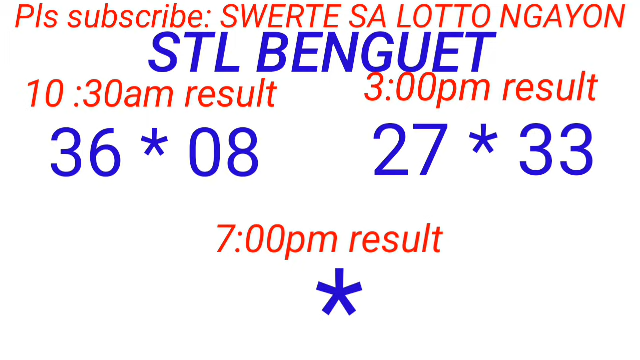 Pls subscribe: SWERTE SA LOTTO NGAYON
STL BENGUET
10 :30am result
3:00pm result
36 * 08
27 * 33
7:00pm result
*